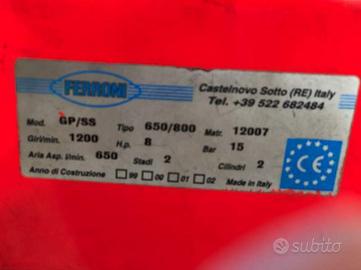 FERRONI
Castelnovo Sotto (RE) Italy
Tel. +39 522 682484
Mod. GP/SS Tipo 650/800 Matr. 12007
Giri/min. 1200 H.p. 8 Bar 15
Aria Asp. l/min. 650 Stadi 2 Cilindri 2
Anno di Costruzione 99 00 01 02 Made in Italy
CE
subito